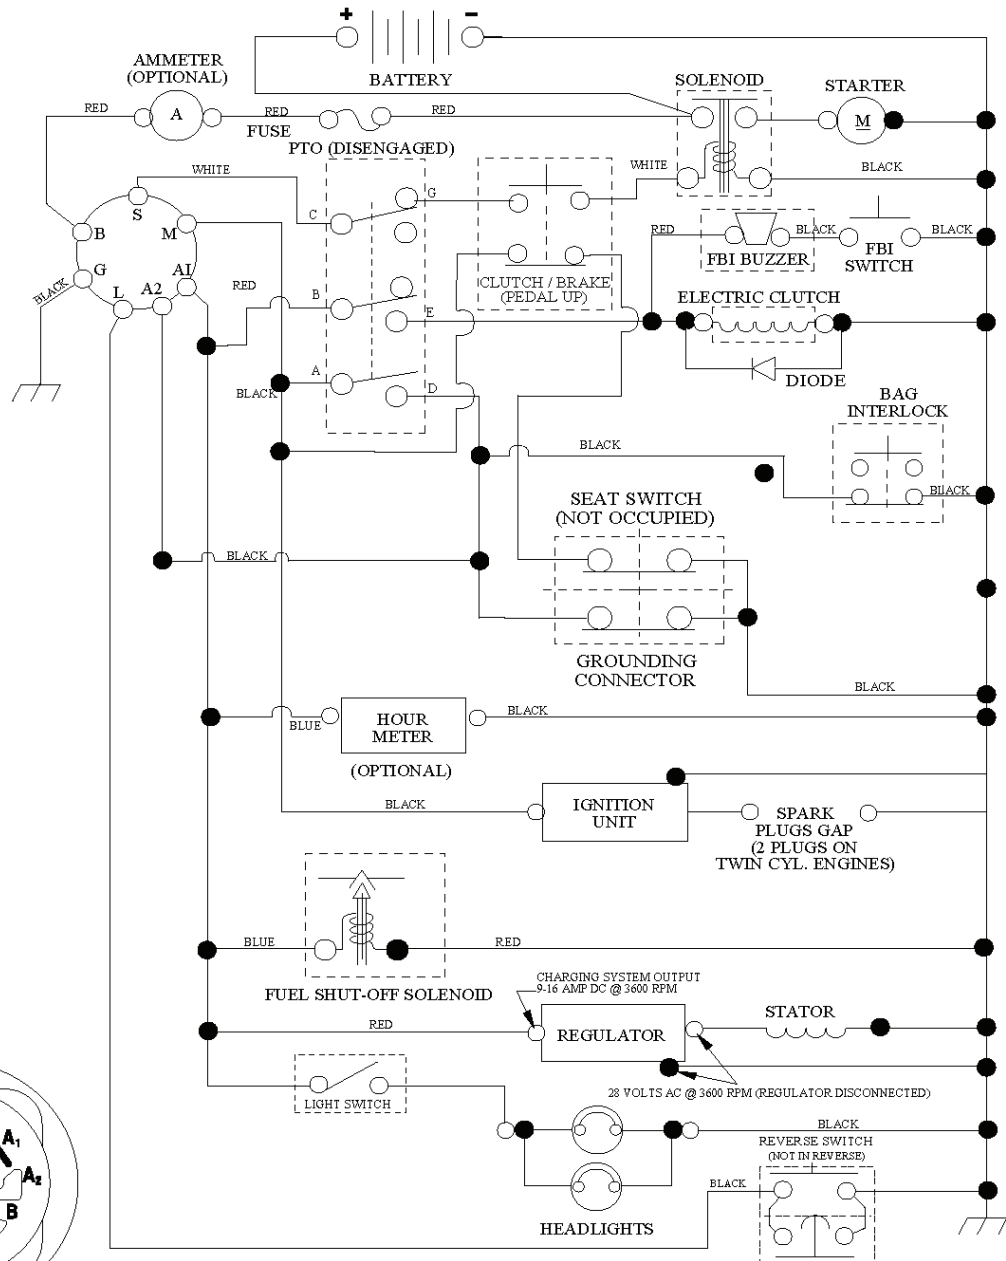 + −
BATTERY
AMMETER
(OPTIONAL)
A
RED
RED
FUSE
RED
PTO (DISENGAGED)
SOLENOID
STARTER
M
WHITE
WHITE
BLACK
S
B
M
G
A1
A2
L
BLACK
C
G
RED
B
E
A
D
BLACK
CLUTCH / BRAKE
(PEDAL UP)
RED
FBI BUZZER
BLACK
FBI
SWITCH
BLACK
ELECTRIC CLUTCH
DIODE
BAG
INTERLOCK
BLACK
BLACK
SEAT SWITCH
(NOT OCCUPIED)
BLACK
GROUNDING
CONNECTOR
BLACK
BLUE
HOUR
METER
BLACK
(OPTIONAL)
BLACK
IGNITION
UNIT
SPARK
PLUGS GAP
(2 PLUGS ON
TWIN CYL. ENGINES)
BLUE
RED
FUEL SHUT-OFF SOLENOID
CHARGING SYSTEM OUTPUT
9-16 AMP DC @ 3600 RPM
RED
REGULATOR
STATOR
28 VOLTS AC @ 3600 RPM (REGULATOR DISCONNECTED)
LIGHT SWITCH
BLACK
REVERSE SWITCH
(NOT IN REVERSE)
BLACK
HEADLIGHTS
A1
A2
B